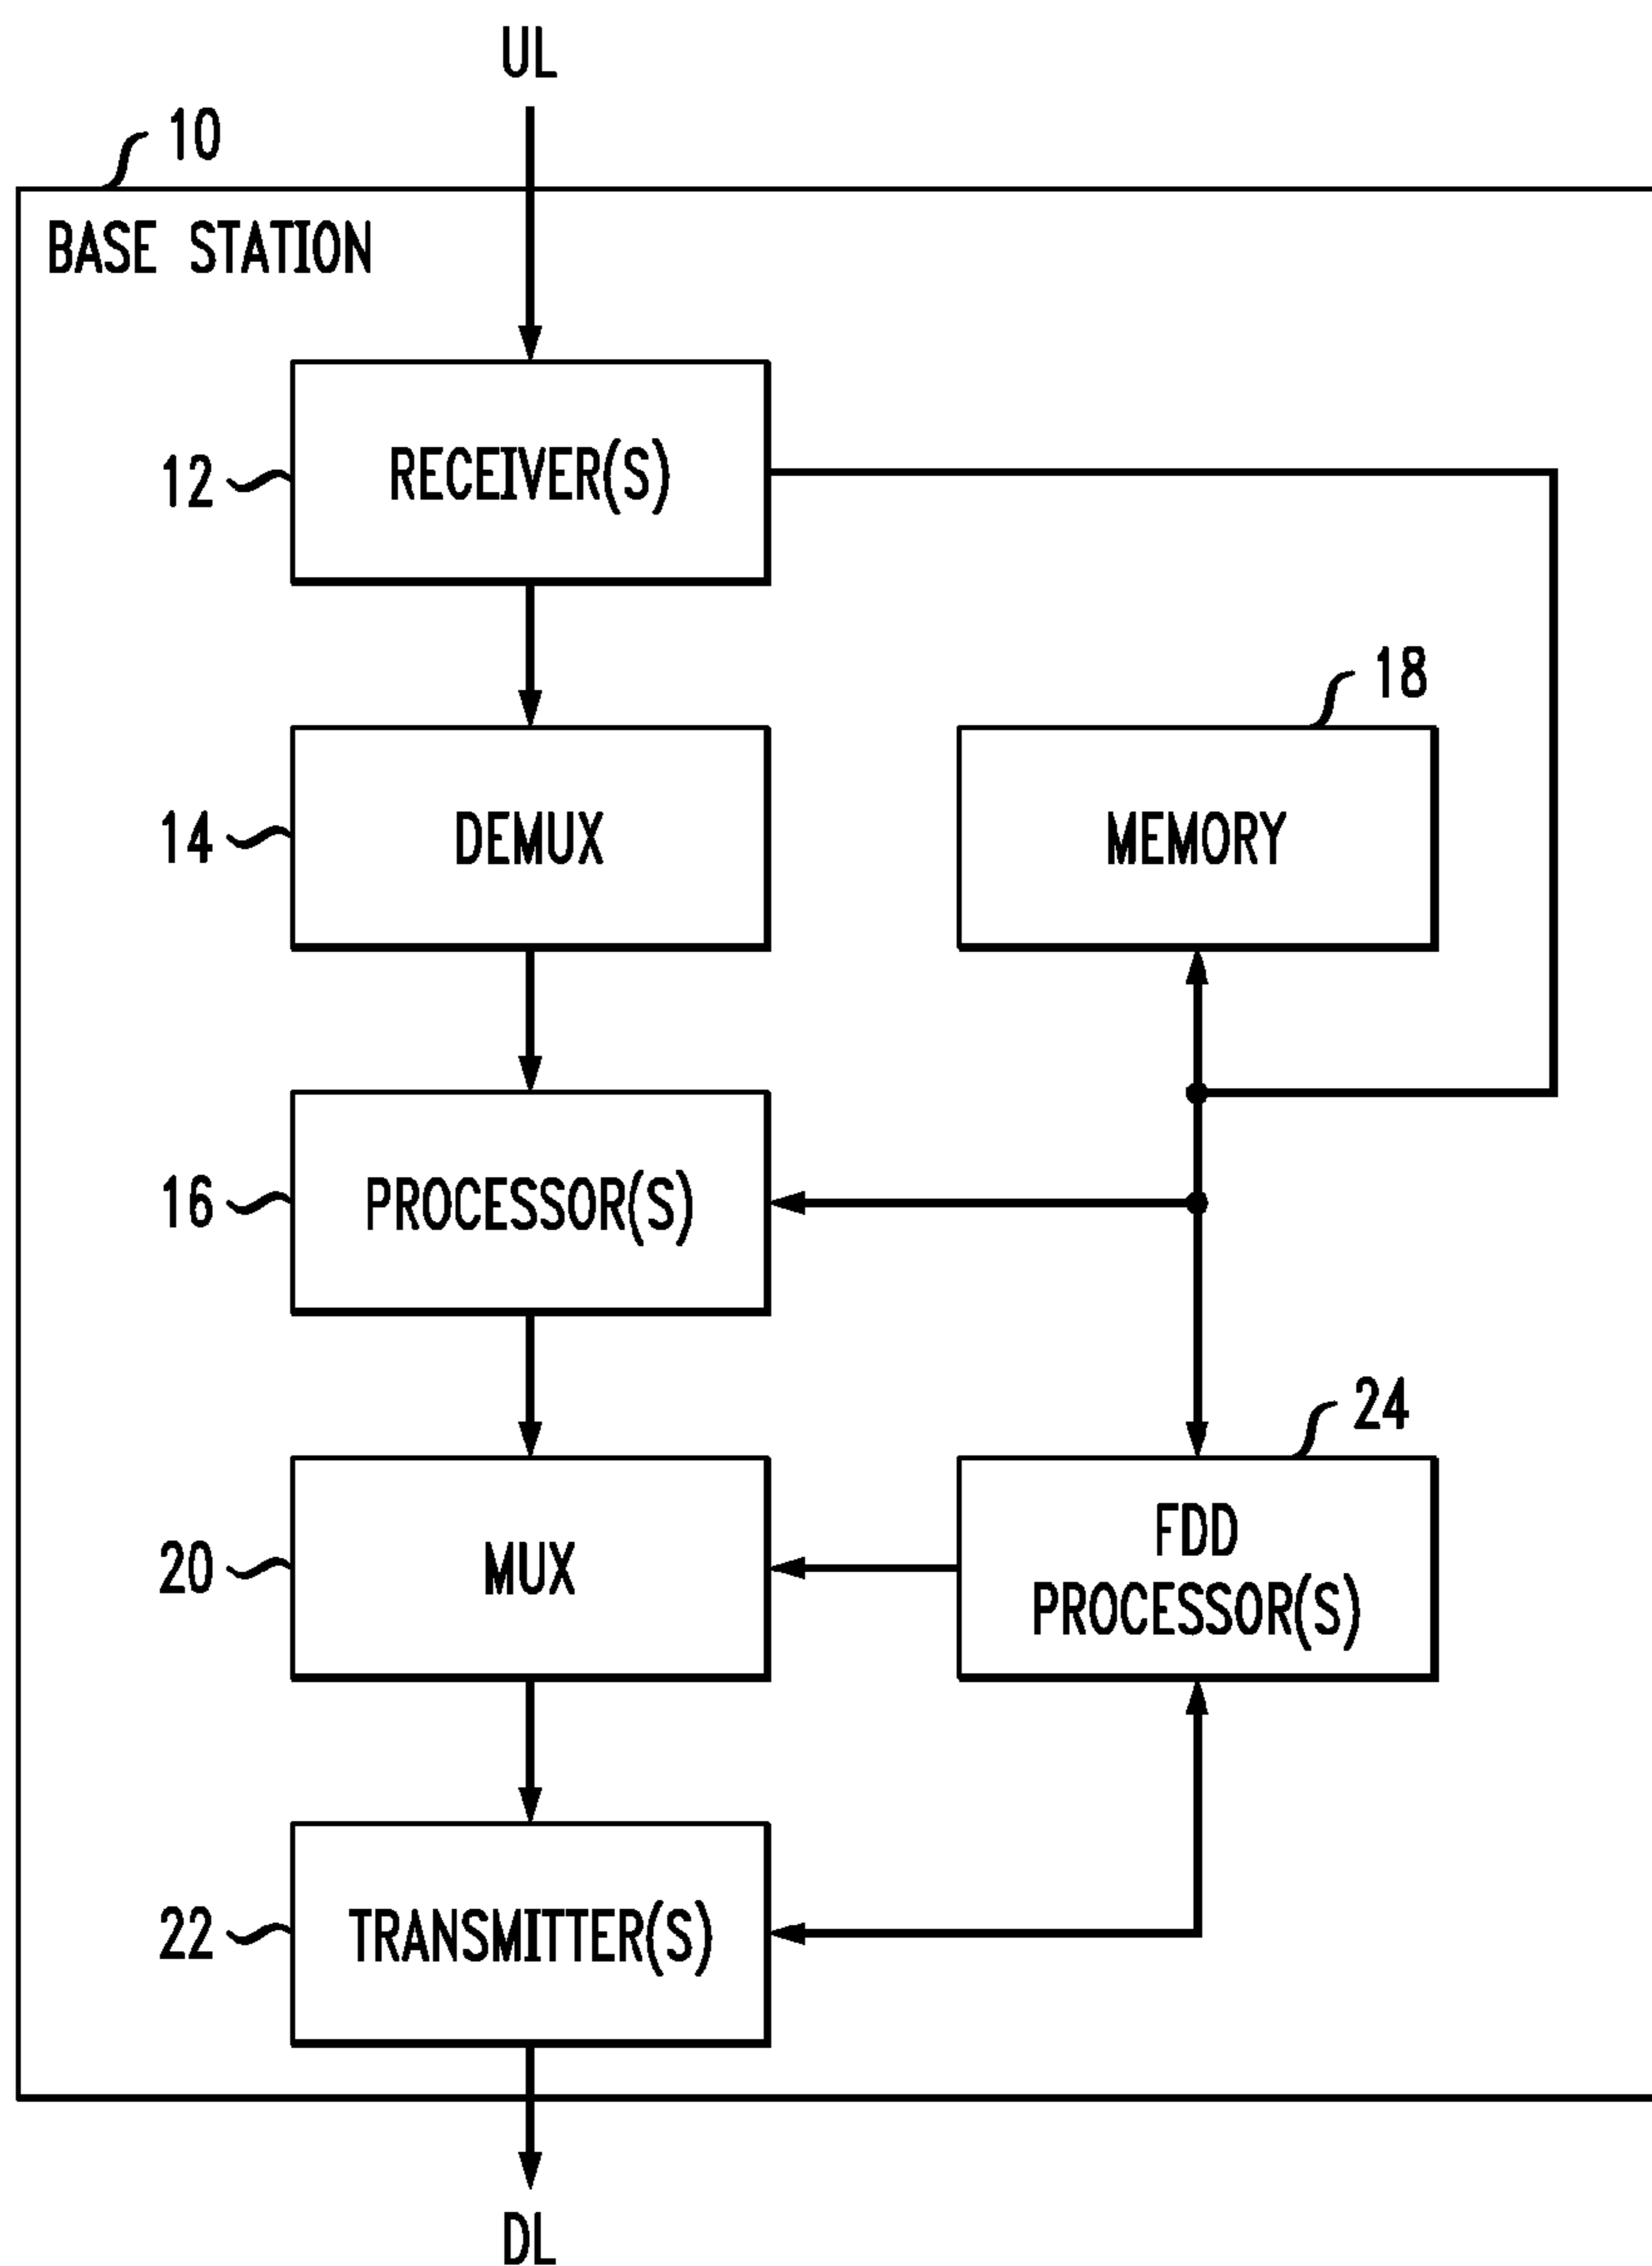 UL
10
BASE STATION
12
RECEIVER(S)
18
14
DEMUX
MEMORY
16
PROCESSOR(S)
24
20
MUX
FDD
PROCESSOR(S)
22
TRANSMITTER(S)
DL